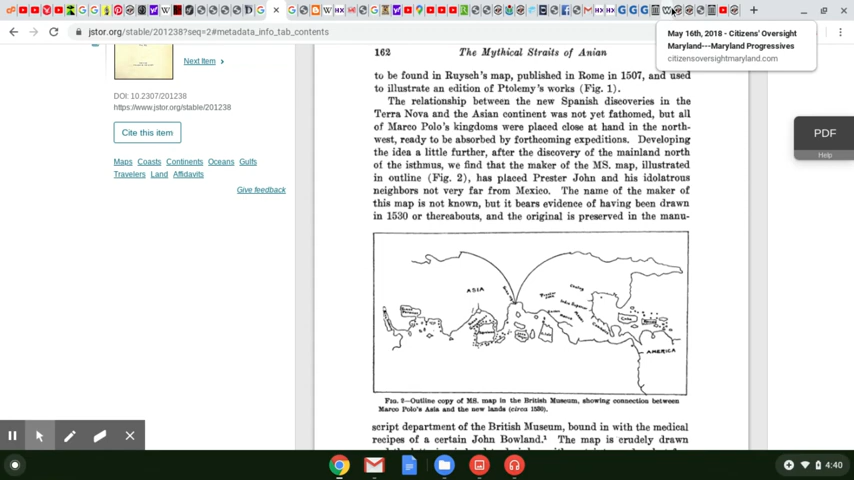 May 16th, 2018 - Citizens' Oversight
Maryland---Maryland Progressives
citizensoversightmaryland.com
jstor.org/stable/201238?seq=2#metadata_info_tab_contents
Next Item
DOI: 10.2307/201238
https://www.jstor.org/stable/201238
Cite this item
Maps Coasts Continents Oceans Gulfs
Travelers Land Affidavits
Give feedback
PDF
Help
162 The Mythical Straits of Anian
to be found in Ruysch's map, published in Rome in 1507, and used
to illustrate an edition of Ptolemy's works (Fig. 1).
The relationship between the new Spanish discoveries in the
Terra Nova and the Asian continent was not yet fathomed, but all
of Marco Polo's kingdoms were placed close at hand in the north-
west, ready to be absorbed by forthcoming expeditions. Developing
the idea a little further, after the discovery of the mainland north
of the isthmus, we find that the maker of the MS. map, illustrated
in outline (Fig. 2), has placed Prester John and his idolatrous
neighbors not very far from Mexico. The name of the maker of
this map is not known, but it bears evidence of having been drawn
in 1530 or thereabouts, and the original is preserved in the manu-
ASIA
AMERICA
FIG. 2—Outline copy of MS. map in the British Museum, showing connection between
Marco Polo's Asia and the new lands (circa 1530).
script department of the British Museum, bound in with the medical
recipes of a certain John Bowland.¹ The map is crudely drawn
4:40